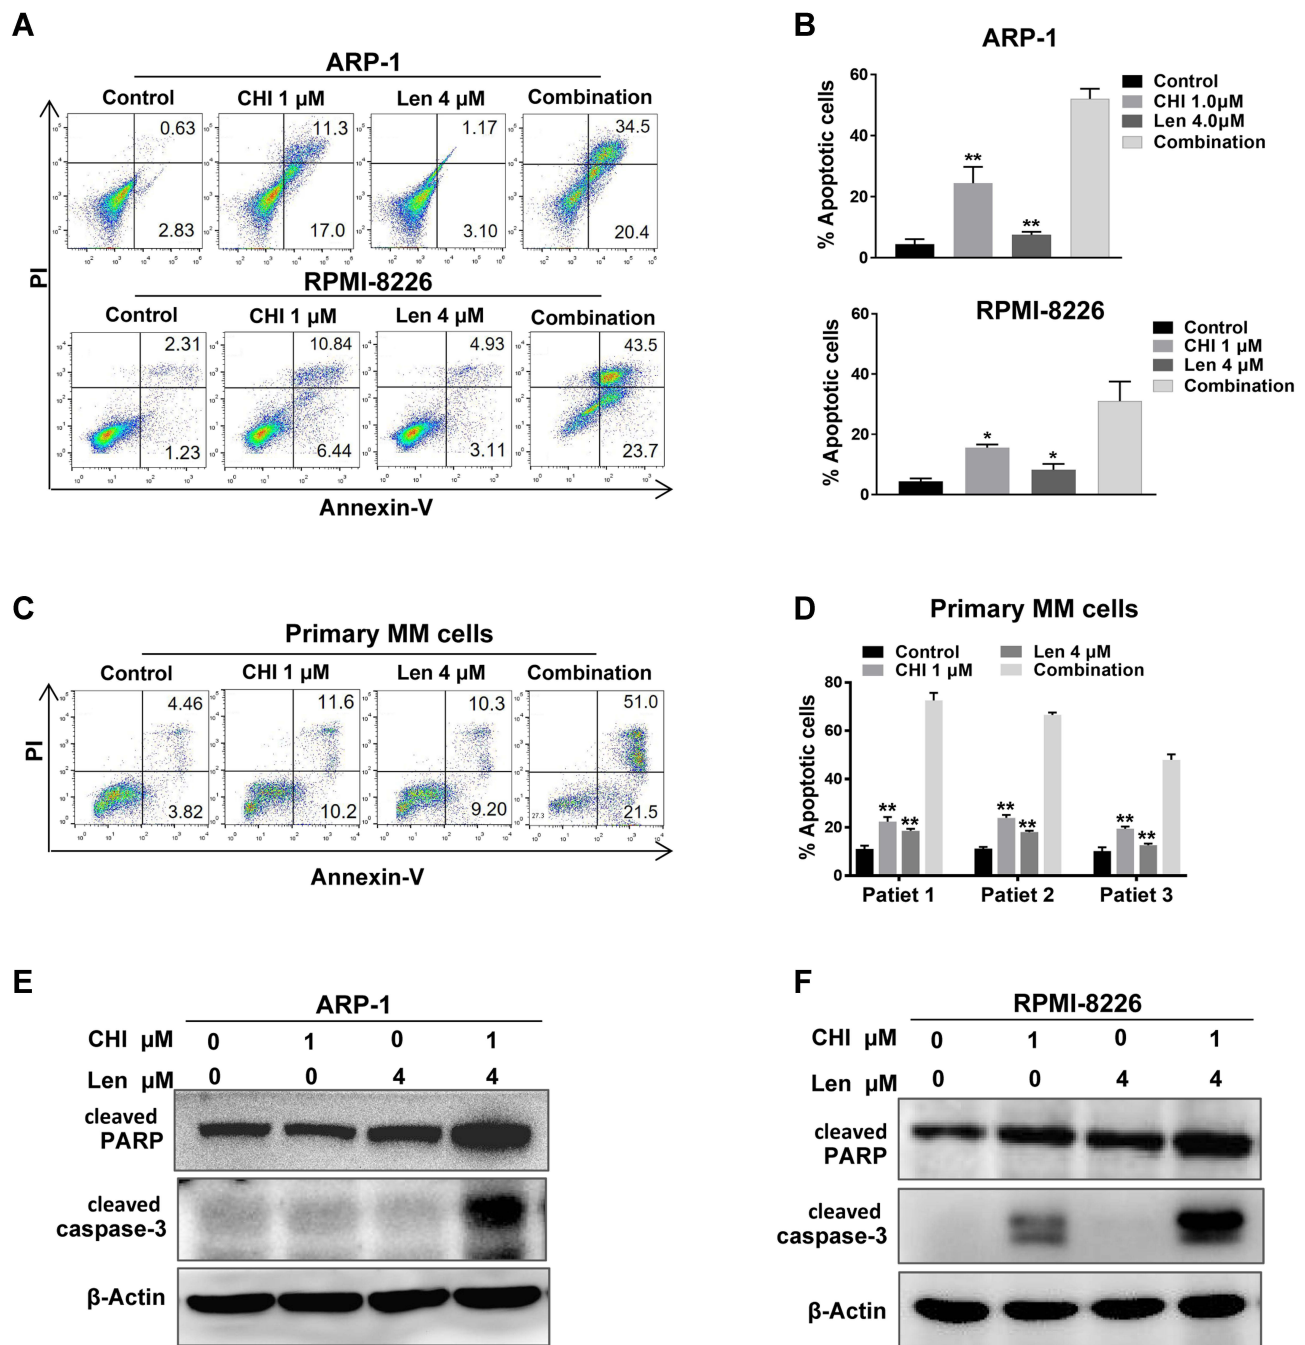 A
ARP-1
Control CHI 1 µM Len 4 µM Combination
0.63 11.3 1.17 34.5
2.83 17.0 3.10 20.4
RPMI-8226
Control CHI 1 µM Len 4 µM Combination
2.31 10.84 4.93 43.5
1.23 6.44 3.11 23.7
PI
Annexin-V
B
ARP-1
% Apoptotic cells
60
40
20
0
**
**
Control
CHI 1.0µM
Len 4.0µM
Combination
RPMI-8226
% Apoptotic cells
60
40
20
0
*
*
Control
CHI 1 µM
Len 4 µM
Combination
C
Primary MM cells
Control CHI 1 µM Len 4 µM Combination
4.46 11.6 10.3 51.0
3.82 10.2 9.20 21.5
27.3
PI
Annexin-V
D
Primary MM cells
Control Len 4 µM
CHI 1 µM Combination
% Apoptotic cells
80
60
40
20
0
** ** ** ** ** **
Patiet 1 Patiet 2 Patiet 3
E
ARP-1
CHI µM 0 1 0 1
Len µM 0 0 4 4
cleaved
PARP
cleaved
caspase-3
β-Actin
F
RPMI-8226
CHI µM 0 1 0 1
Len µM 0 0 4 4
cleaved
PARP
cleaved
caspase-3
β-Actin